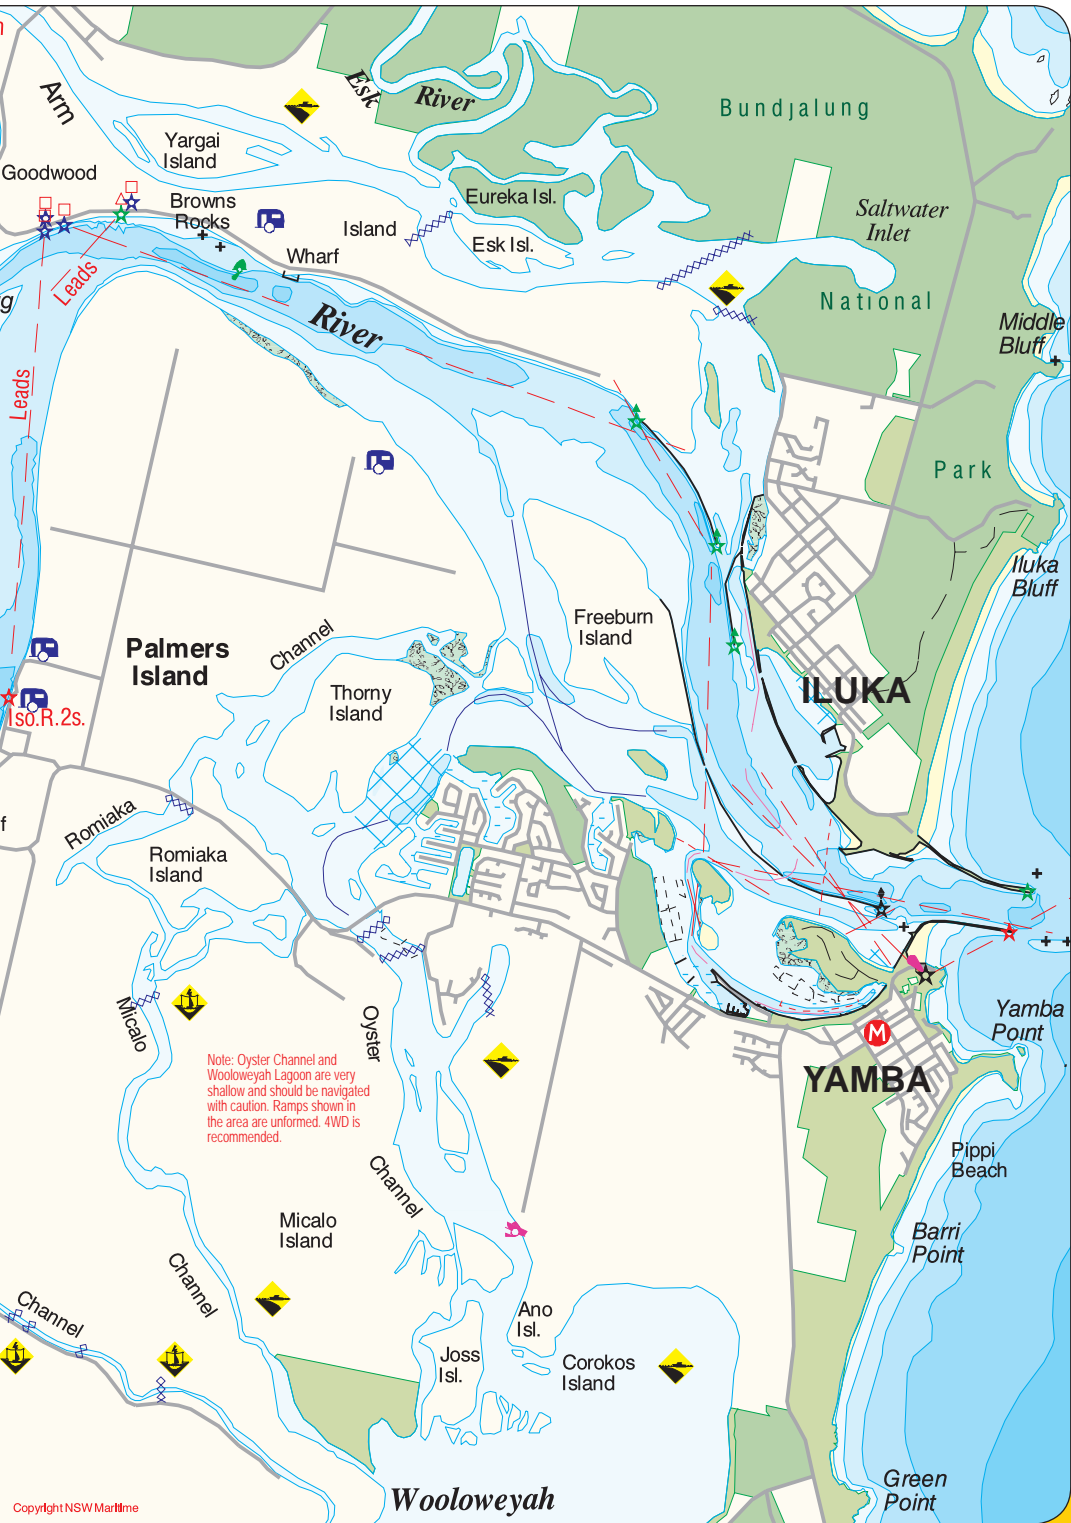 Esk
River
Arm
Bundjalung
Yargai
Island
Goodwood
Eureka Isl.
Browns
Rocks
Saltwater
Inlet
Island
Esk Isl.
Wharf
Leads
National
River
Middle
Bluff
Leads
Park
Iluka
Bluff
Freeburn
Island
Channel
Palmers
Island
ILUKA
Thorny
Island
Iso.R.2s.
Romiaka
f
Romiaka
Island
Micalo
Oyster
Yamba
Point
M
Note: Oyster Channel and
Wooloweyah Lagoon are very
shallow and should be navigated
with caution. Ramps shown in
the area are unformed. 4WD is
recommended.
YAMBA
Pippi
Beach
Channel
Micalo
Island
Barri
Point
Channel
Channel
Ano
Isl.
Joss
Isl.
Corokos
Island
Green
Point
Wooloweyah
Copyright NSW Maritime